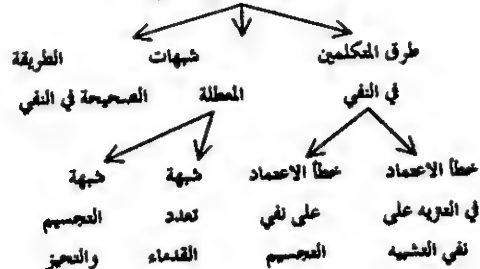 طرق المتكلمين شبهات الطريقة
في النفي المعطلة الصحيحة في النفي
خطأ الاعتماد خطأ الاعتماد شبهة شبهة
في التنزيه على على نفي تعدد التجسيم
نفي التشبيه التجسيم القدماء والتحيز